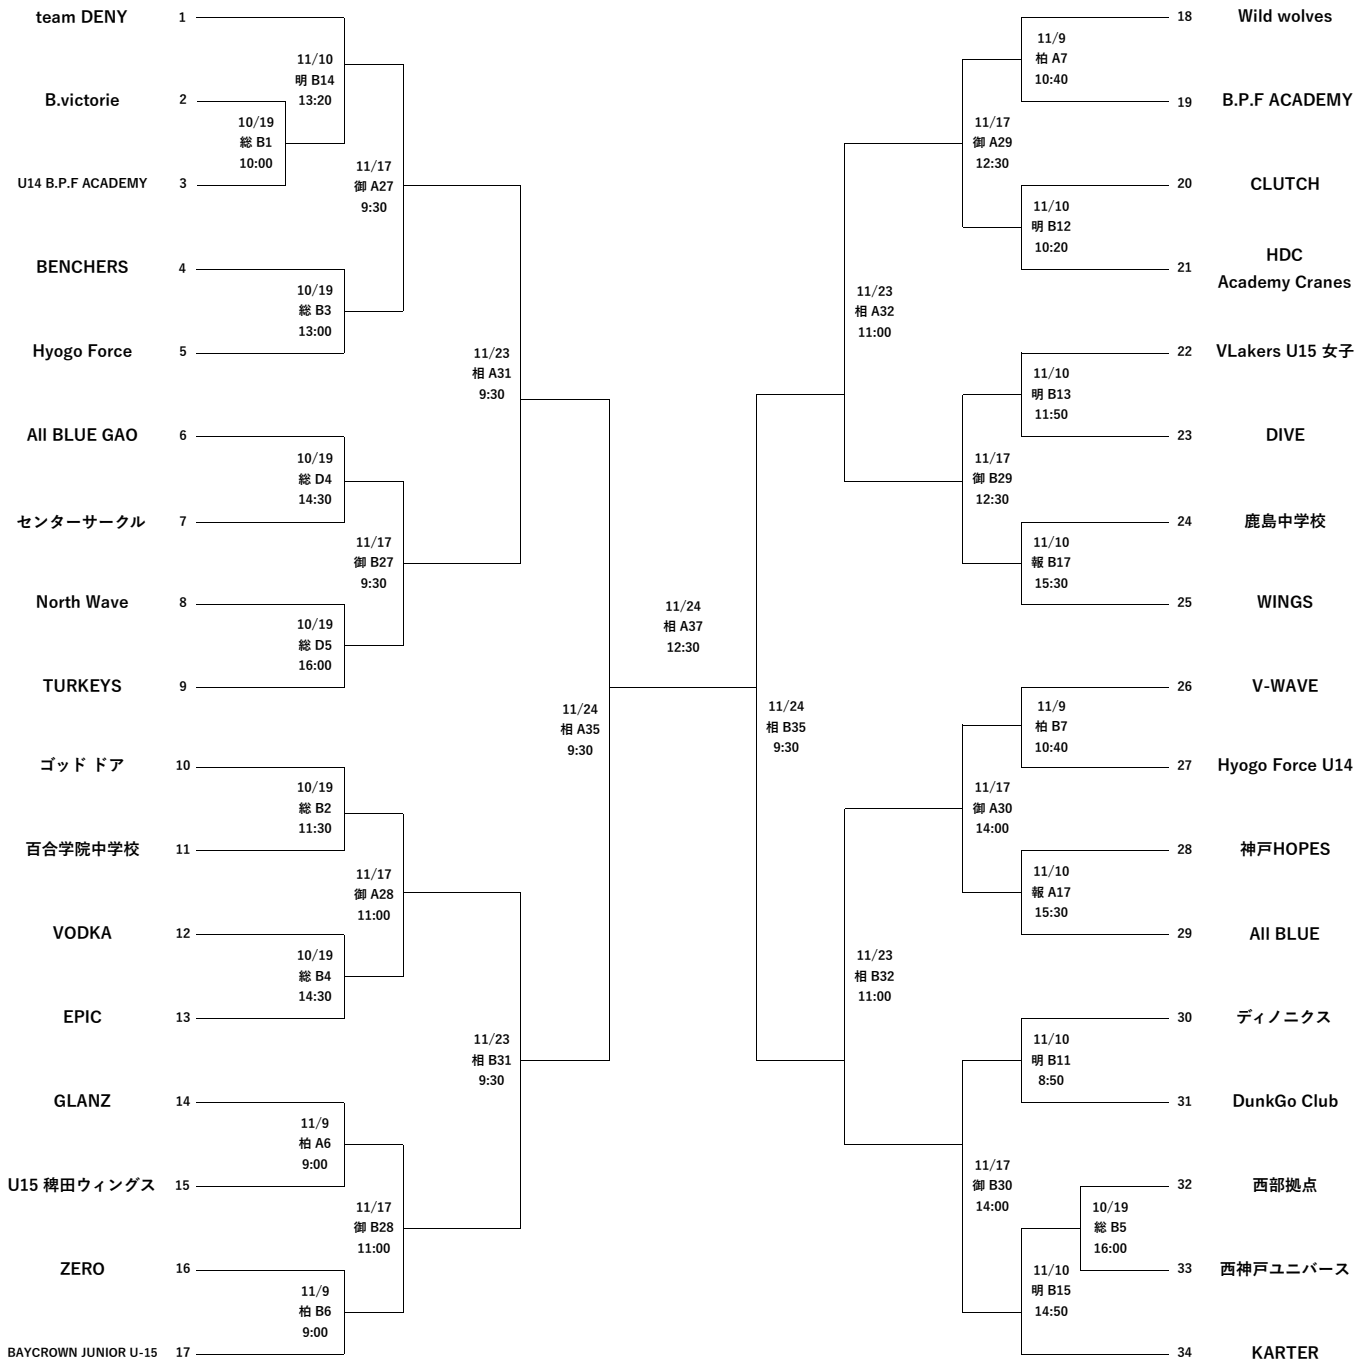 team DENY 1
11/10
明 B14
13:20
B.victorie 2
10/19
総 B1
10:00
U14 B.P.F ACADEMY 3
11/17
御 A27
9:30
BENCHERS 4
10/19
総 B3
13:00
Hyogo Force 5
11/23
相 A31
9:30
All BLUE GAO 6
10/19
総 D4
14:30
センターサークル 7
11/17
御 B27
9:30
North Wave 8
10/19
総 D5
16:00
TURKEYS 9
11/24
相 A35
9:30
ゴッド ドア 10
10/19
総 B2
11:30
百合学院中学校 11
11/17
御 A28
11:00
VODKA 12
10/19
総 B4
14:30
EPIC 13
11/23
相 B31
9:30
GLANZ 14
11/9
柏 A6
9:00
U15 稗田ウィングス 15
11/17
御 B28
11:00
ZERO 16
11/9
柏 B6
9:00
BAYCROWN JUNIOR U-15 17
11/24
相 A37
12:30
18 Wild wolves
11/9
柏 A7
10:40
19 B.P.F ACADEMY
11/17
御 A29
12:30
20 CLUTCH
11/10
明 B12
10:20
21 HDC
Academy Cranes
11/23
相 A32
11:00
22 VLakers U15 女子
11/10
明 B13
11:50
23 DIVE
11/17
御 B29
12:30
24 鹿島中学校
11/10
報 B17
15:30
25 WINGS
11/24
相 B35
9:30
26 V-WAVE
11/9
柏 B7
10:40
27 Hyogo Force U14
11/17
御 A30
14:00
28 神戸HOPES
11/10
報 A17
15:30
29 All BLUE
11/23
相 B32
11:00
30 ディノニクス
11/10
明 B11
8:50
31 DunkGo Club
11/17
御 B30
14:00
32 西部拠点
10/19
総 B5
16:00
33 西神戸ユニバース
11/10
明 B15
14:50
34 KARTER